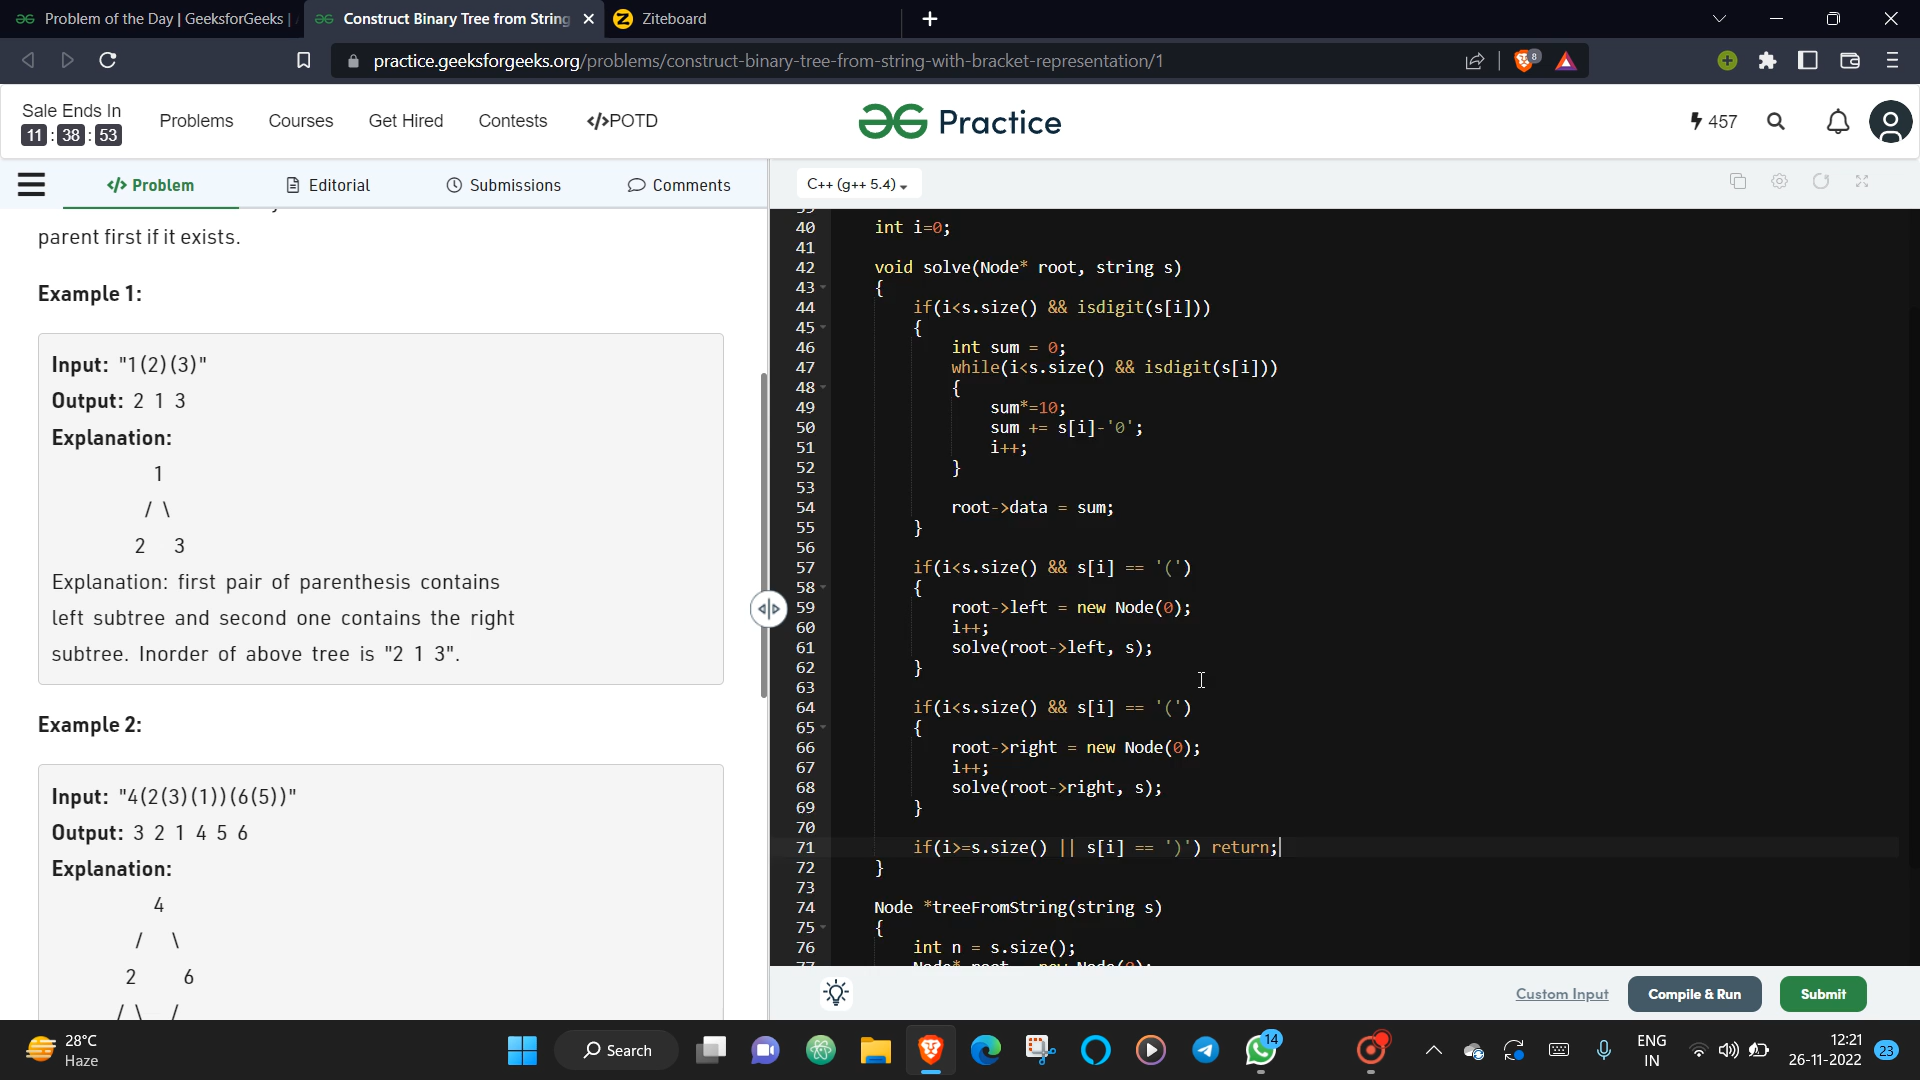 Problem of the Day | GeeksforGeeks |
Construct Binary Tree from String
Ziteboard
practice.geeksforgeeks.org/problems/construct-binary-tree-from-string-with-bracket-representation/1
8
Sale Ends In
11 : 38 : 53
Problems
Courses
Get Hired
Contests
</>POTD
Practice
457
</> Problem
Editorial
Submissions
Comments
C++ (g++ 5.4)
parent first if it exists.
Example 1:
Input: "1(2)(3)"
Output: 2 1 3
Explanation:
1
/ \
2 3
Explanation: first pair of parenthesis contains
left subtree and second one contains the right
subtree. Inorder of above tree is "2 1 3".
Example 2:
Input: "4(2(3)(1))(6(5))"
Output: 3 2 1 4 5 6
Explanation:
4
/ \
2 6
/ \ /
40 int i=0;
41
42 void solve(Node* root, string s)
43 {
44 if(i<s.size() && isdigit(s[i]))
45 {
46 int sum = 0;
47 while(i<s.size() && isdigit(s[i]))
48 {
49 sum*=10;
50 sum += s[i]-'0';
51 i++;
52 }
53
54 root->data = sum;
55 }
56
57 if(i<s.size() && s[i] == '(')
58 {
59 root->left = new Node(0);
60 i++;
61 solve(root->left, s);
62 }
63
64 if(i<s.size() && s[i] == '(')
65 {
66 root->right = new Node(0);
67 i++;
68 solve(root->right, s);
69 }
70
71 if(i>=s.size() || s[i] == ')') return;
72 }
73
74 Node *treeFromString(string s)
75 {
76 int n = s.size();
77 Node* root = new Node(0);
Custom Input
Compile & Run
Submit
28°C
Haze
Search
14
ENG
IN
12:21
26-11-2022
23